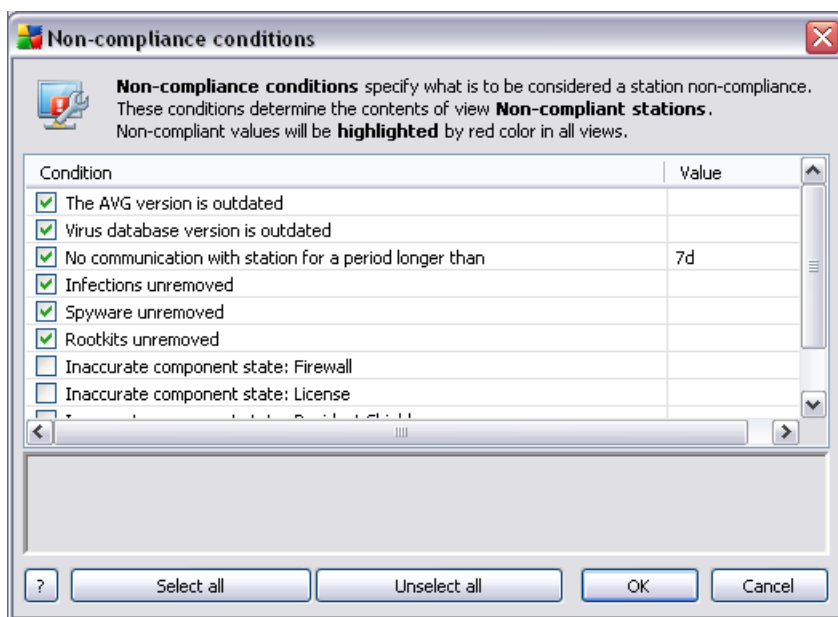 Non-compliance conditions
Non-compliance conditions specify what is to be considered a station non-compliance.
These conditions determine the contents of view Non-compliant stations.
Non-compliant values will be highlighted by red color in all views.
Condition Value
The AVG version is outdated
Virus database version is outdated
No communication with station for a period longer than 7d
Infections unremoved
Spyware unremoved
Rootkits unremoved
Inaccurate component state: Firewall
Inaccurate component state: License
? Select all Unselect all OK Cancel